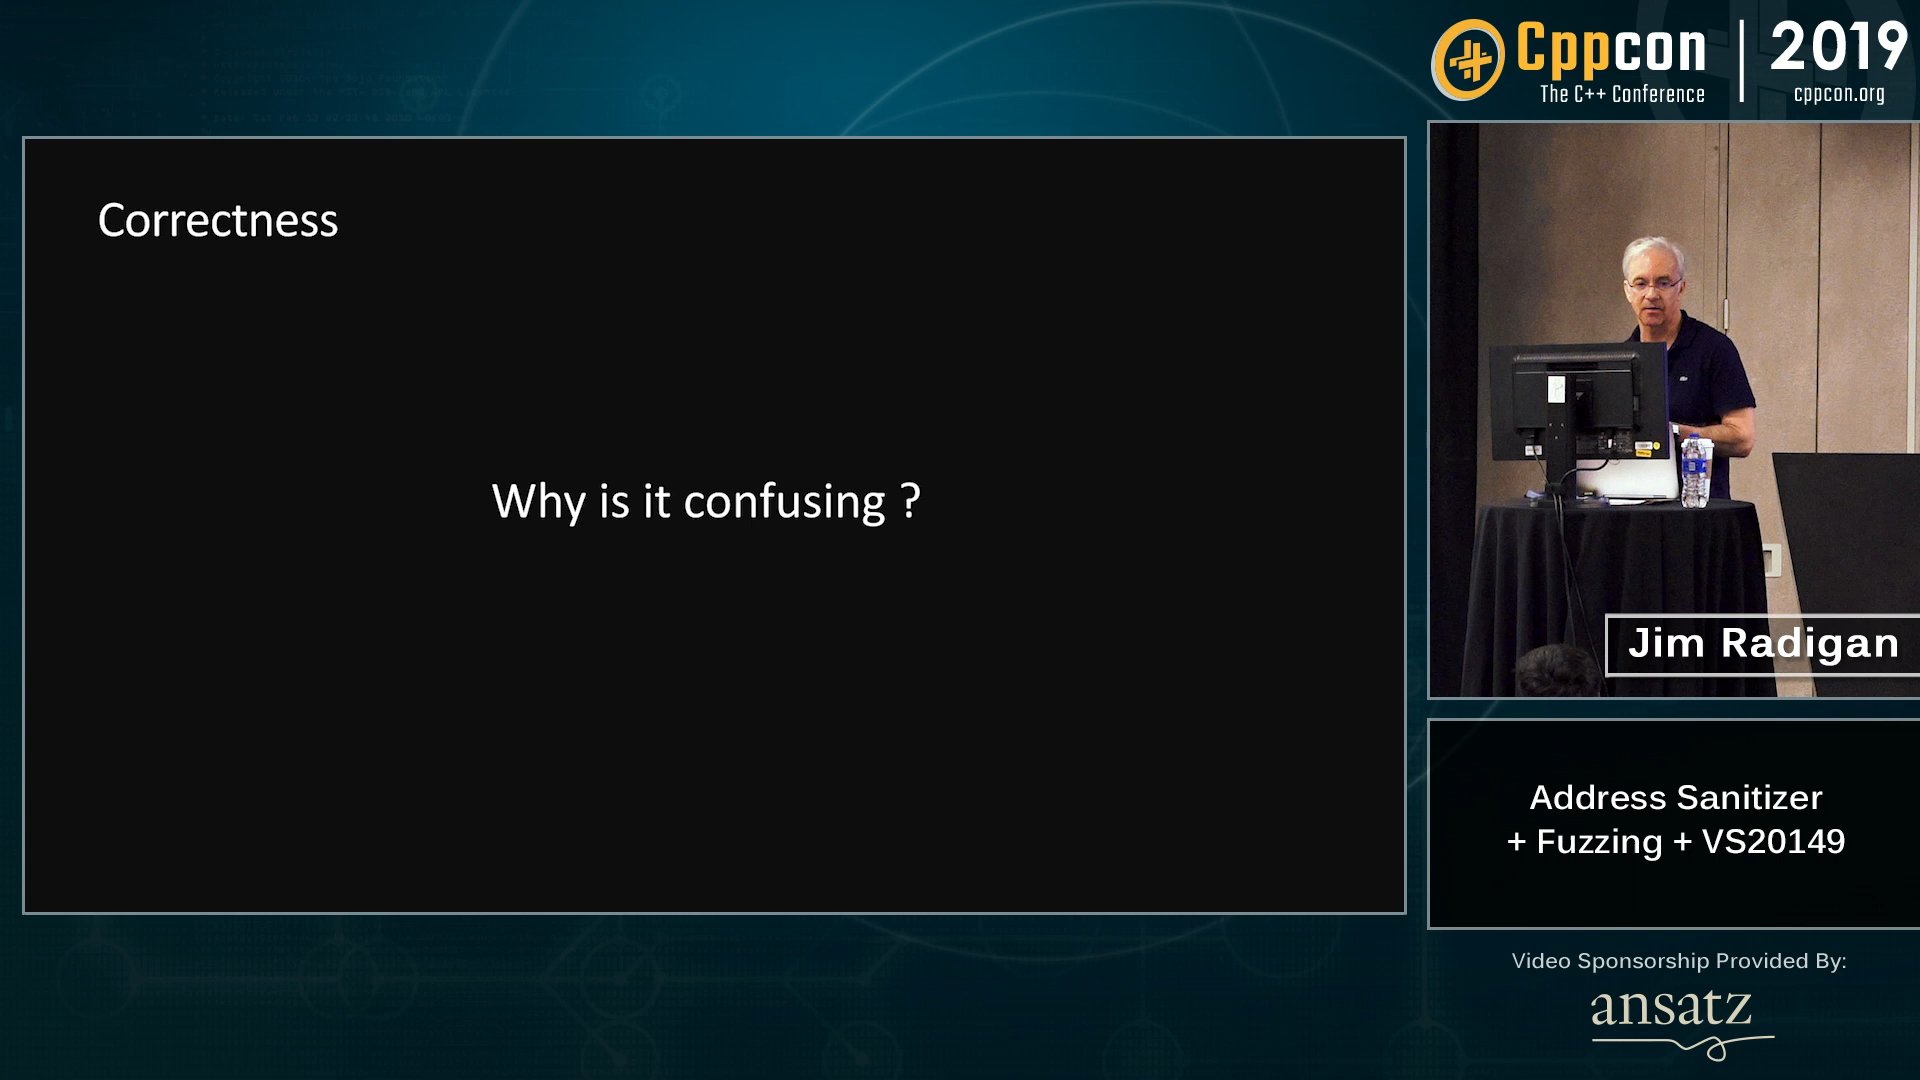 Cppcon
The C++ Conference
2019
cppcon.org
Correctness
Why is it confusing ?
Jim Radigan
Address Sanitizer
+ Fuzzing + VS20149
Video Sponsorship Provided By:
ansatz